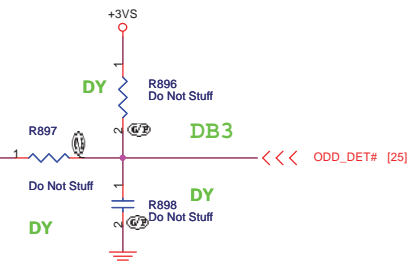 +3VS
1
DY
R896
Do Not Stuff
2
G/P
DB3
R897
1
ODD_DET# [25]
Do Not Stuff
1
DY
R898
Do Not Stuff
2
G/P
DY